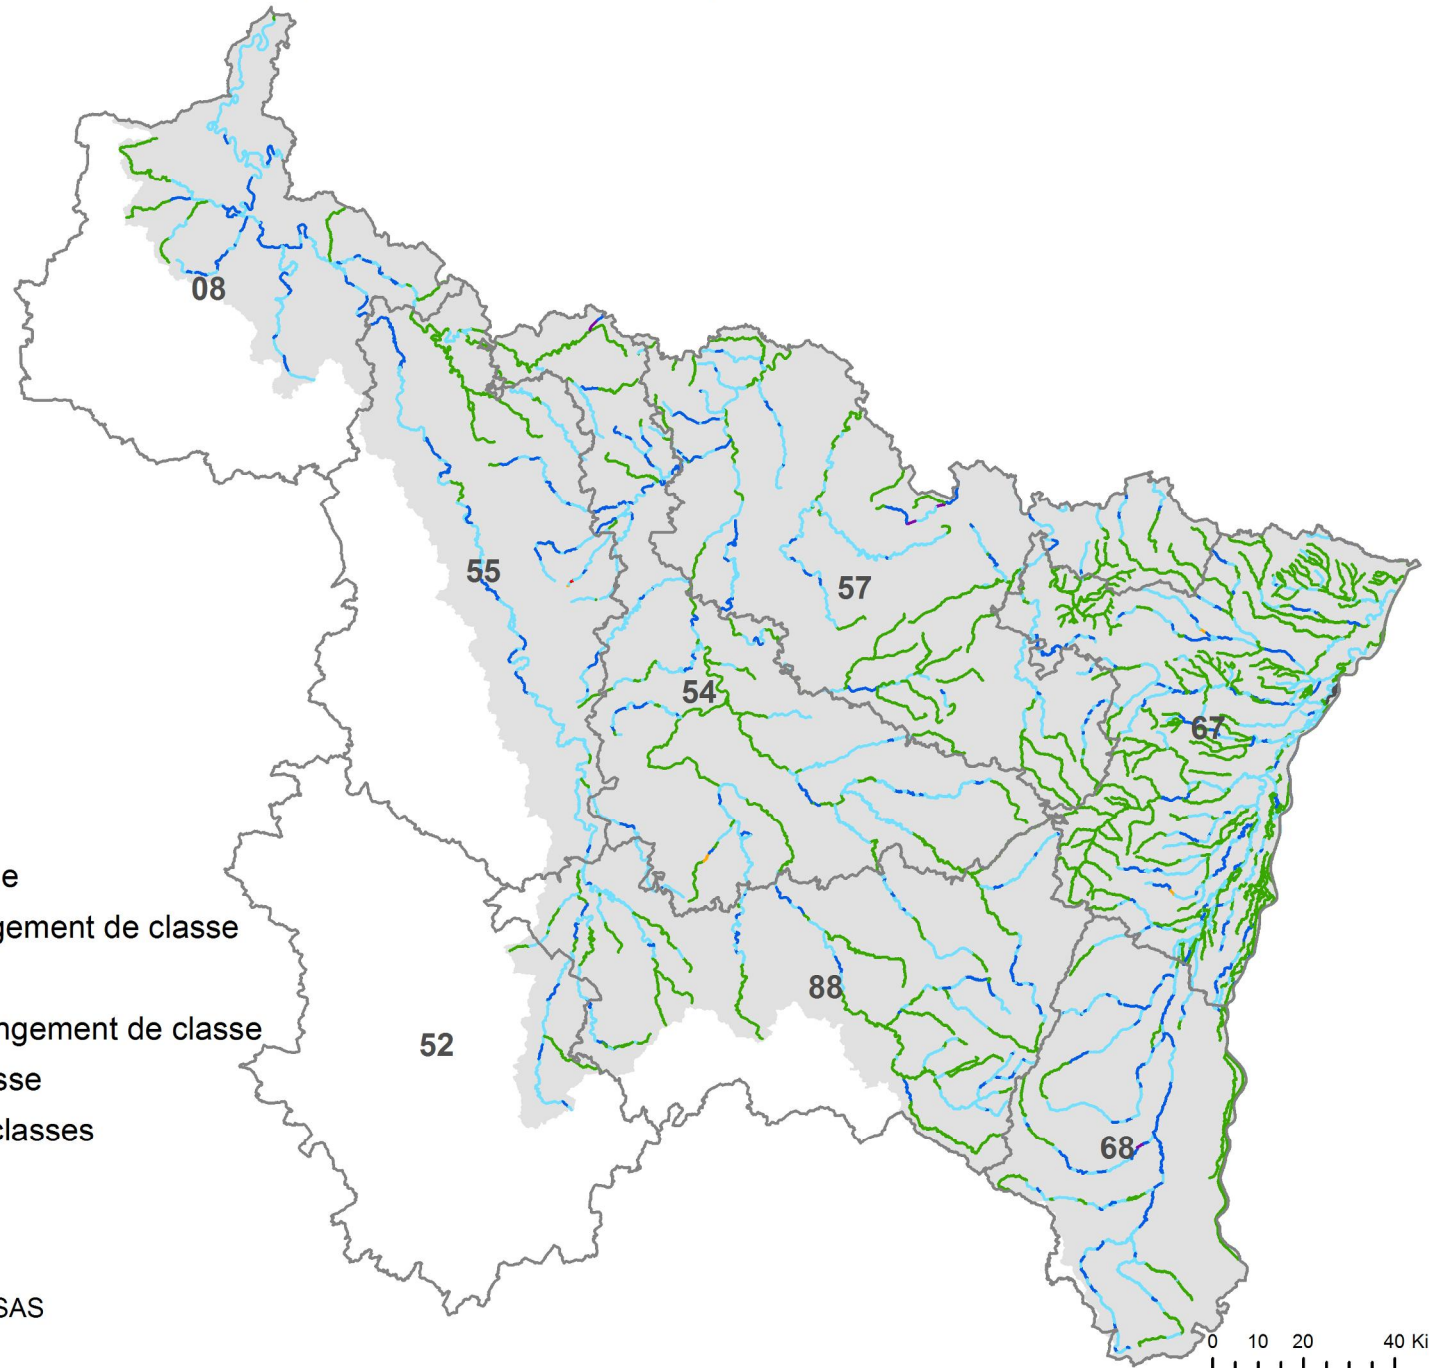 08
55
57
54
67
e
gement de classe
88
ngement de classe
52
sse
classes
68
SAS
0 10 20 40 Ki